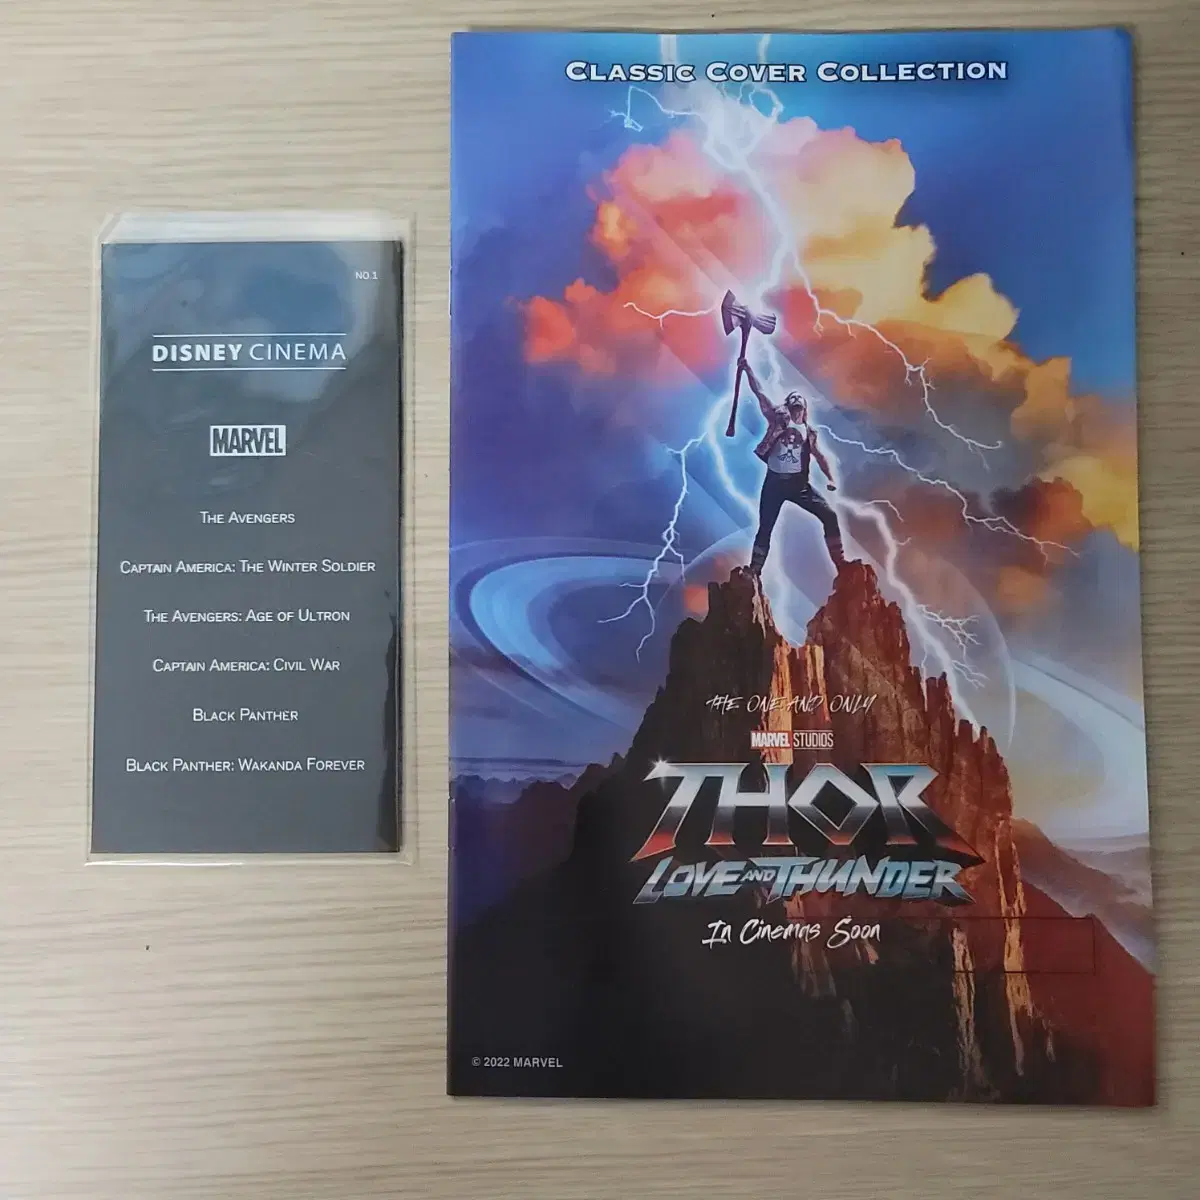 NO.1
DISNEY CINEMA
MARVEL
THE AVENGERS
CAPTAIN AMERICA: THE WINTER SOLDIER
THE AVENGERS: AGE OF ULTRON
CAPTAIN AMERICA: CIVIL WAR
BLACK PANTHER
BLACK PANTHER: WAKANDA FOREVER
CLASSIC COVER COLLECTION
THE ONE AND ONLY
MARVEL STUDIOS
THOR
LOVE AND THUNDER
In Cinemas Soon
© 2022 MARVEL